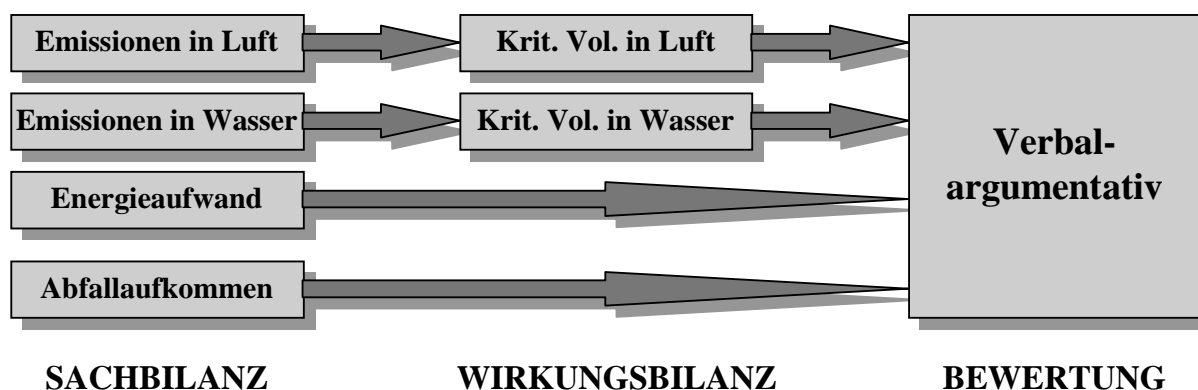 Emissionen in Luft
Krit. Vol. in Luft
Emissionen in Wasser
Krit. Vol. in Wasser
Verbal-
argumentativ
Energieaufwand
Abfallaufkommen
SACHBILANZ
WIRKUNGSBILANZ
BEWERTUNG